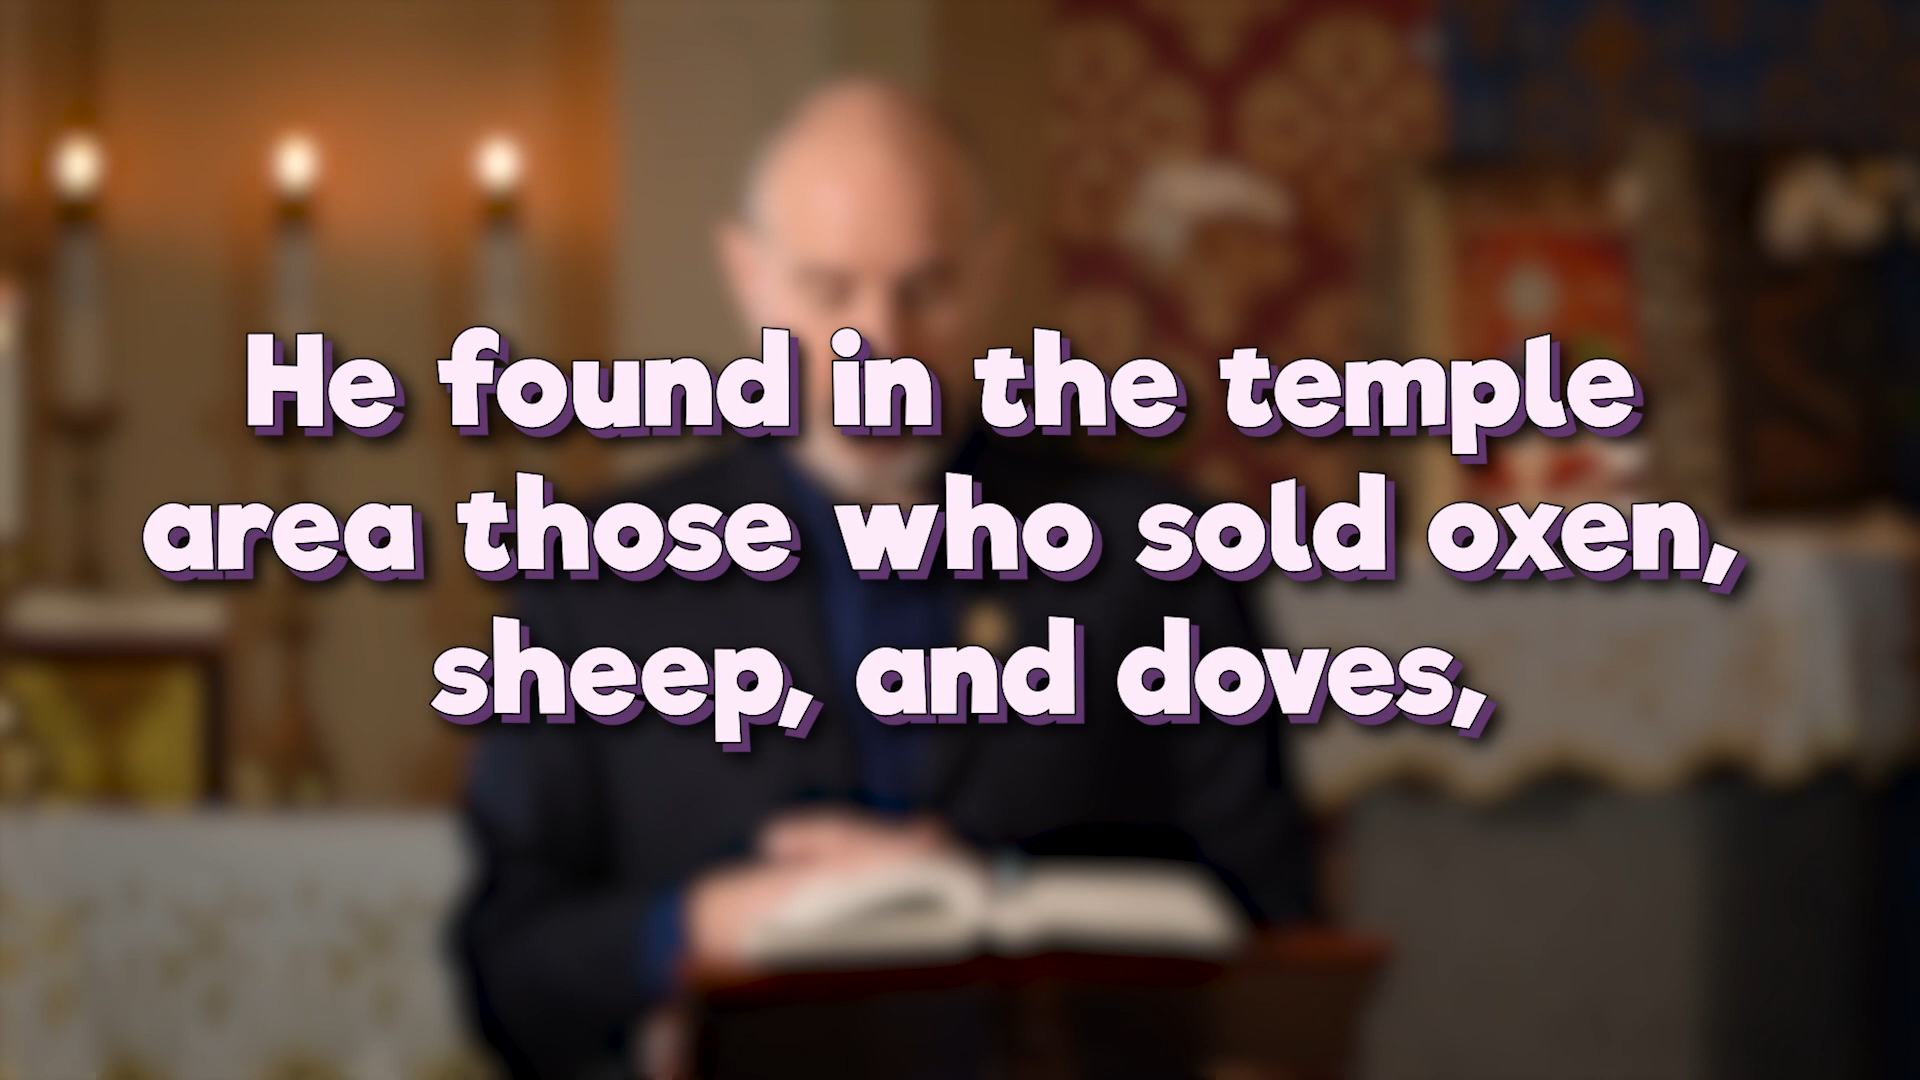 He found in the temple
area those who sold oxen,
sheep, and doves,